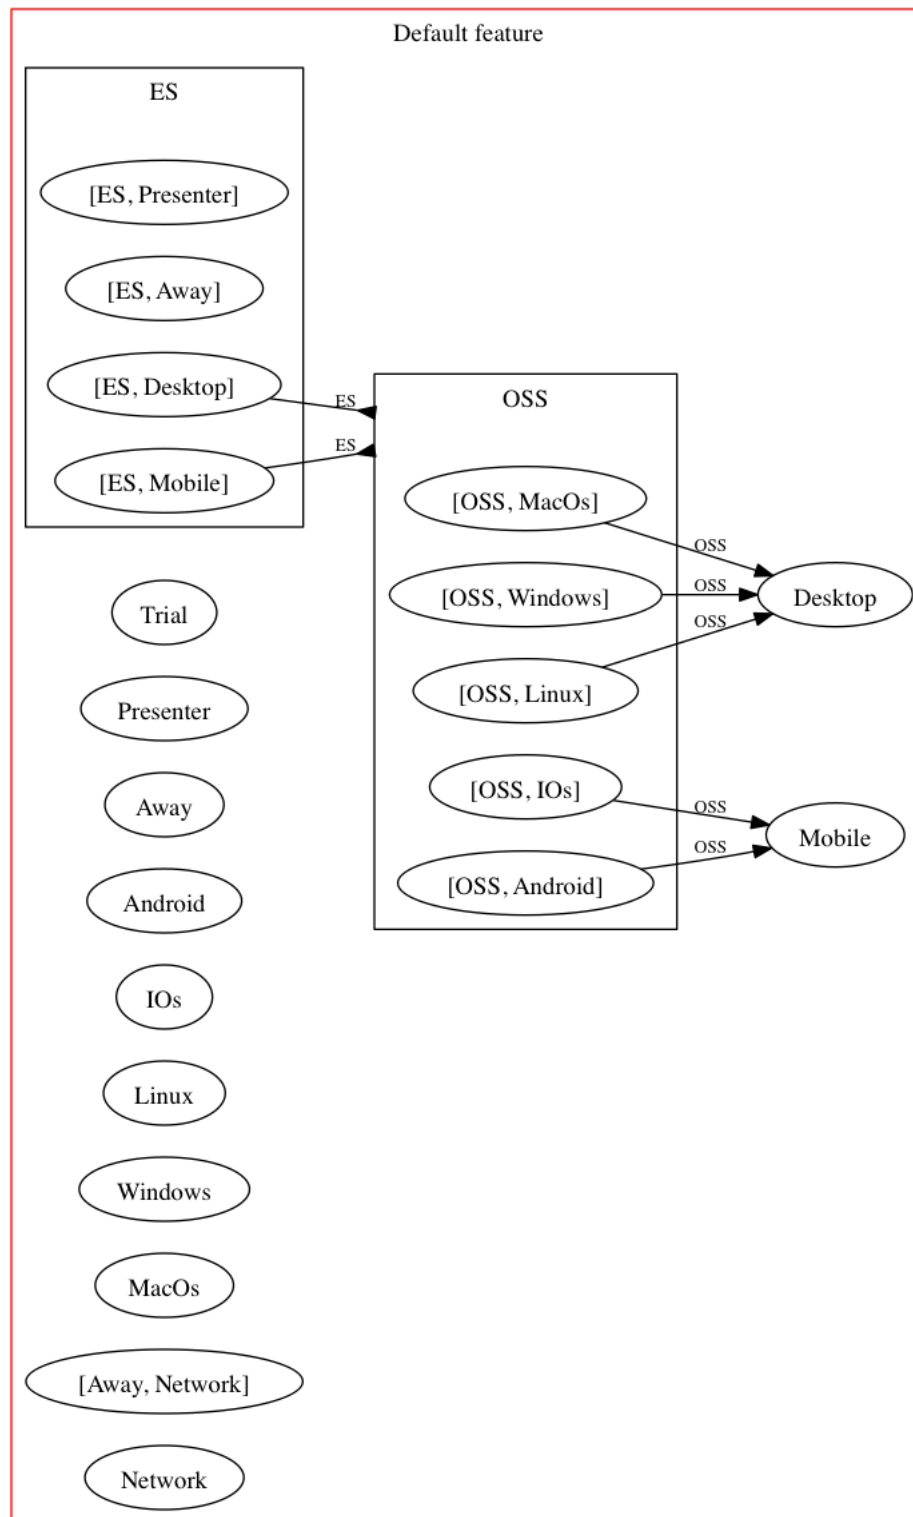 Default feature
ES
[ES, Presenter]
[ES, Away]
[ES, Desktop]
ES
[ES, Mobile]
ES
OSS
[OSS, MacOs]
OSS
[OSS, Windows]
OSS
Desktop
[OSS, Linux]
OSS
[OSS, IOs]
OSS
Mobile
[OSS, Android]
OSS
Trial
Presenter
Away
Android
IOs
Linux
Windows
MacOs
[Away, Network]
Network